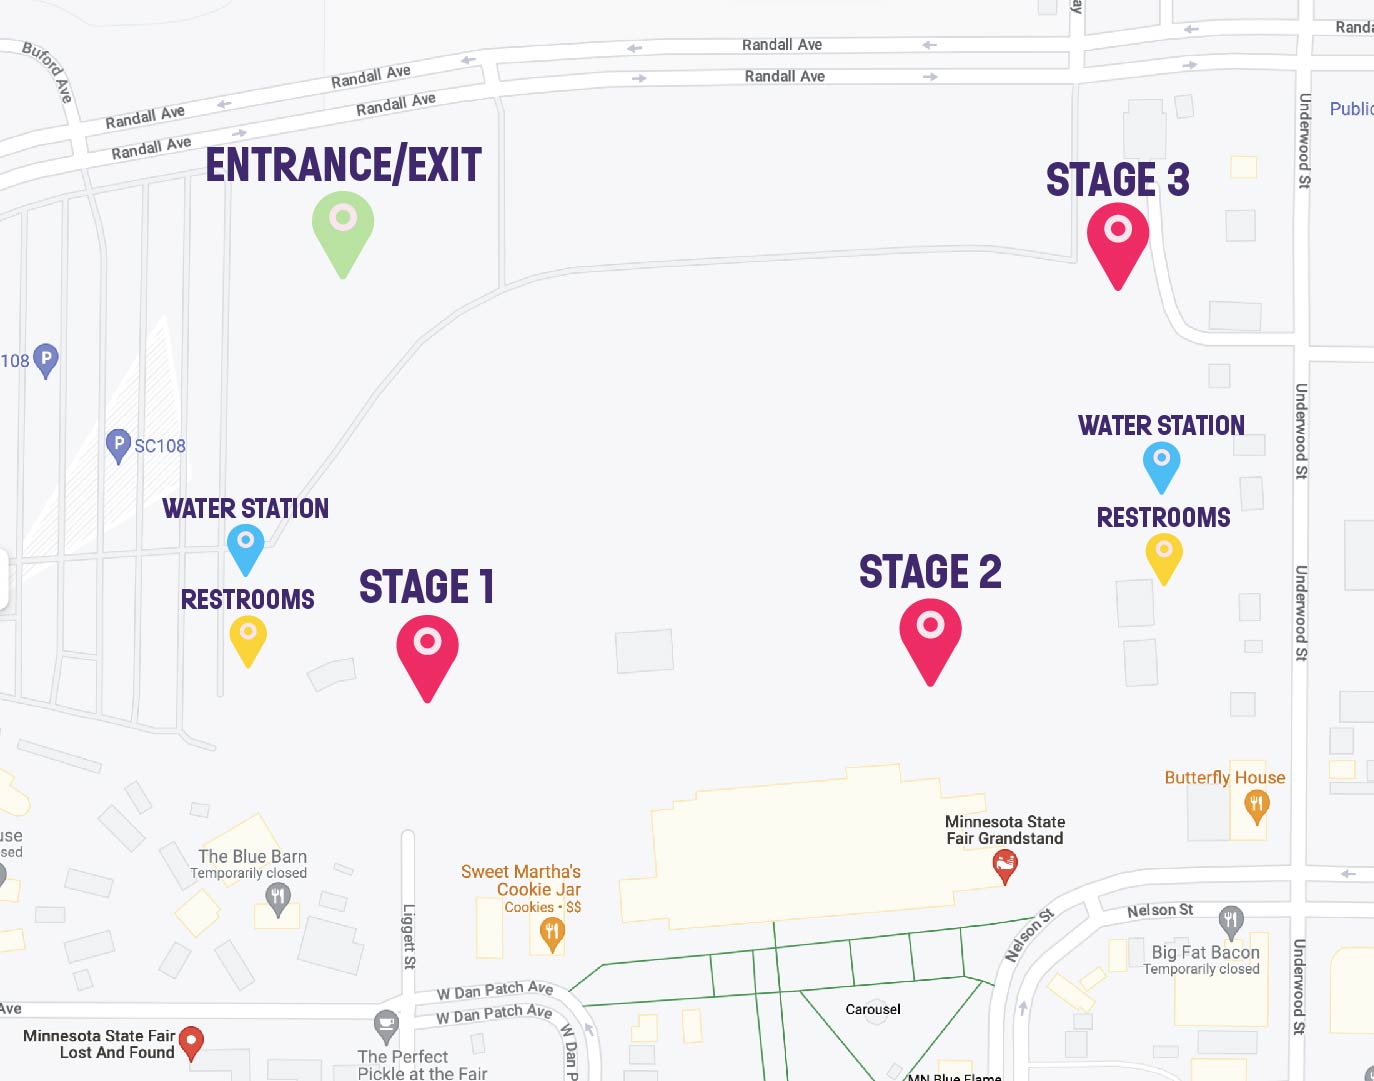 Buford Ave
ay
Randall Ave
Randall Ave
Randall Ave
Randall Ave
Randall Ave
Randall Ave
Randa
Public
Underwood St
ENTRANCE/EXIT
STAGE 3
108
P
P
SC108
Underwood St
WATER STATION
RESTROOMS
WATER STATION
RESTROOMS
STAGE 1
STAGE 2
Underwood St
Butterfly House
Minnesota State
Fair Grandstand
use
sed
The Blue Barn
Temporarily closed
Sweet Martha's
Cookie Jar
Cookies • $$
Liggett St
Nelson St
Nelson St
Big Fat Bacon
Temporarily closed
Underwood St
W Dan Patch Ave
W Dan Patch Ave
W Dan P
Ave
Minnesota State Fair
Lost And Found
The Perfect
Pickle at the Fair
Carousel
MN Blue Flame